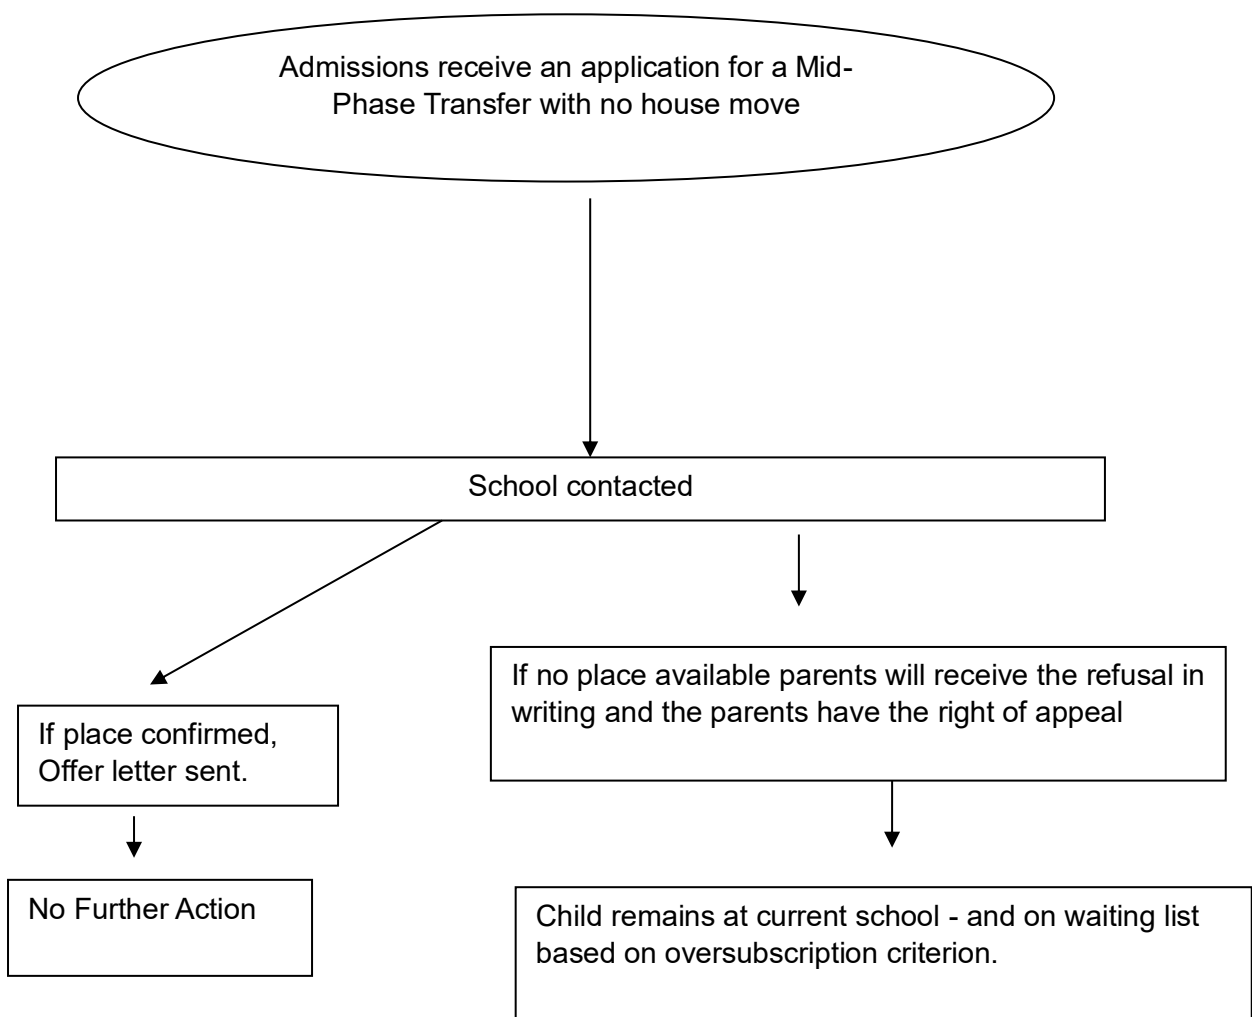 Admissions receive an application for a Mid-
Phase Transfer with no house move
School contacted
If place confirmed,
Offer letter sent.
No Further Action
If no place available parents will receive the refusal in
writing and the parents have the right of appeal
Child remains at current school - and on waiting list
based on oversubscription criterion.